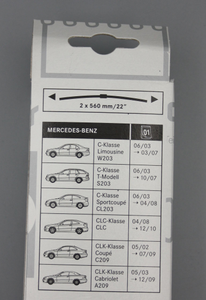 2 x 560 mm/22"
MERCEDES-BENZ 01
C-Klasse
Limousine
W203
06/03
→ 03/07
C-Klasse
T-Modell
S203
06/03
→ 10/07
C-Klasse
Sportcoupé
CL203
06/03
→ 04/08
CLC-Klasse
CLC
04/08
→ 12/10
CLK-Klasse
Coupé
C209
05/02
→ 07/09
CLK-Klasse
Cabriolet
A209
05/03
→ 12/09